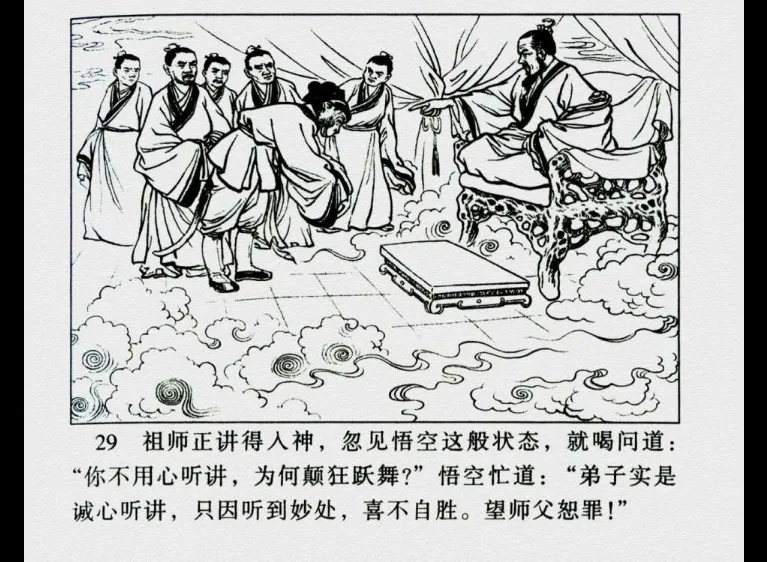 29 祖师正讲得入神，忽见悟空这般状态，就喝问道：
“你不用心听讲，为何颠狂跃舞？”悟空忙道：“弟子实是
诚心听讲，只因听到妙处，喜不自胜。望师父恕罪！”